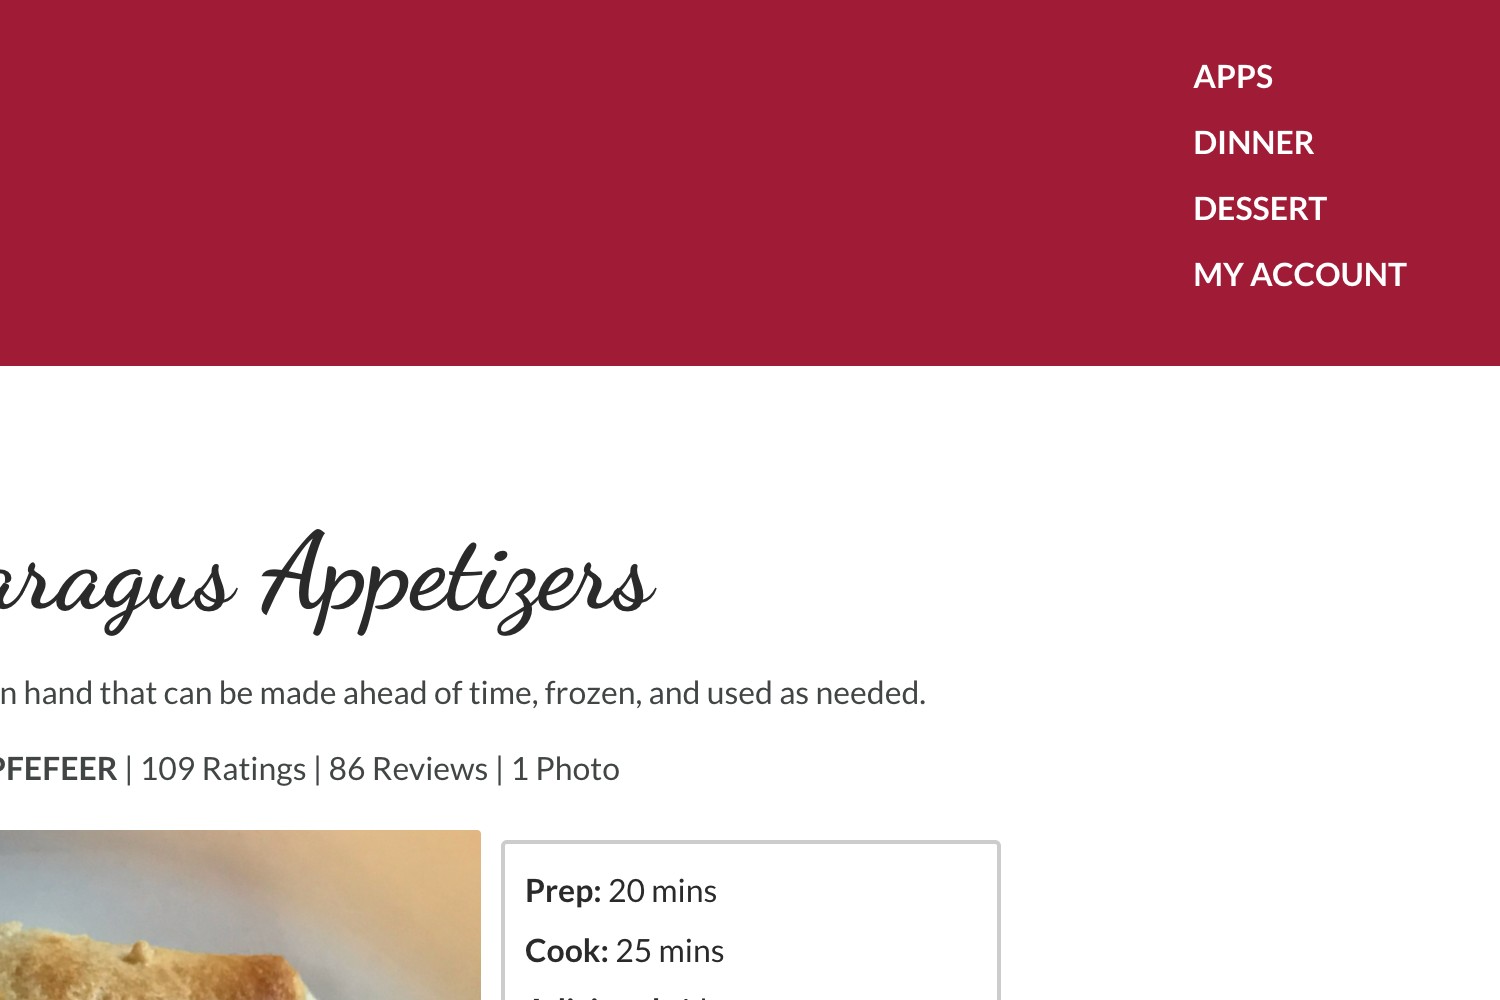 APPS
DINNER
DESSERT
MY ACCOUNT
aragus Appetizers
n hand that can be made ahead of time, frozen, and used as needed.
PFEFEER | 109 Ratings | 86 Reviews | 1 Photo
Prep: 20 mins
Cook: 25 mins